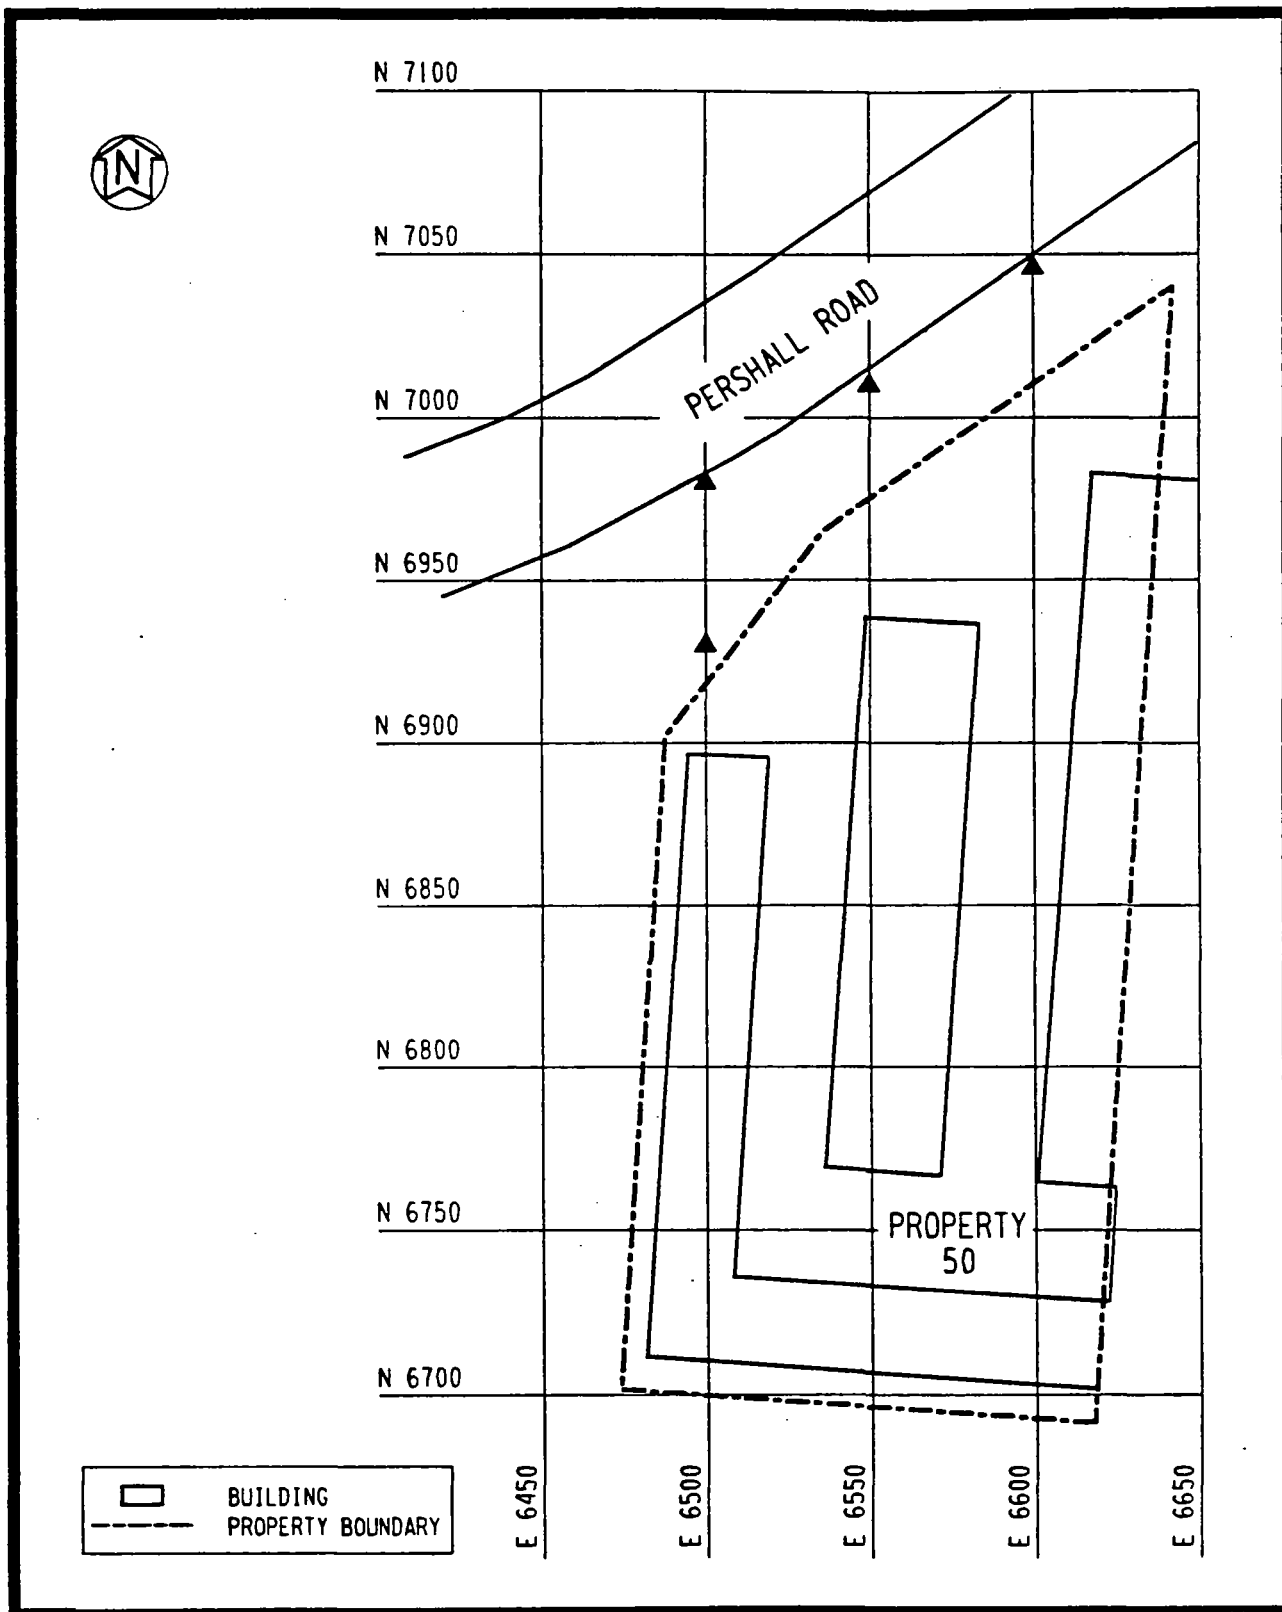 N 7100
N
N 7050
PERSHALL ROAD
N 7000
N 6950
N 6900
N 6850
N 6800
N 6750
PROPERTY
50
N 6700
E 6450
E 6500
E 6550
E 6600
E 6650
BUILDING
PROPERTY BOUNDARY